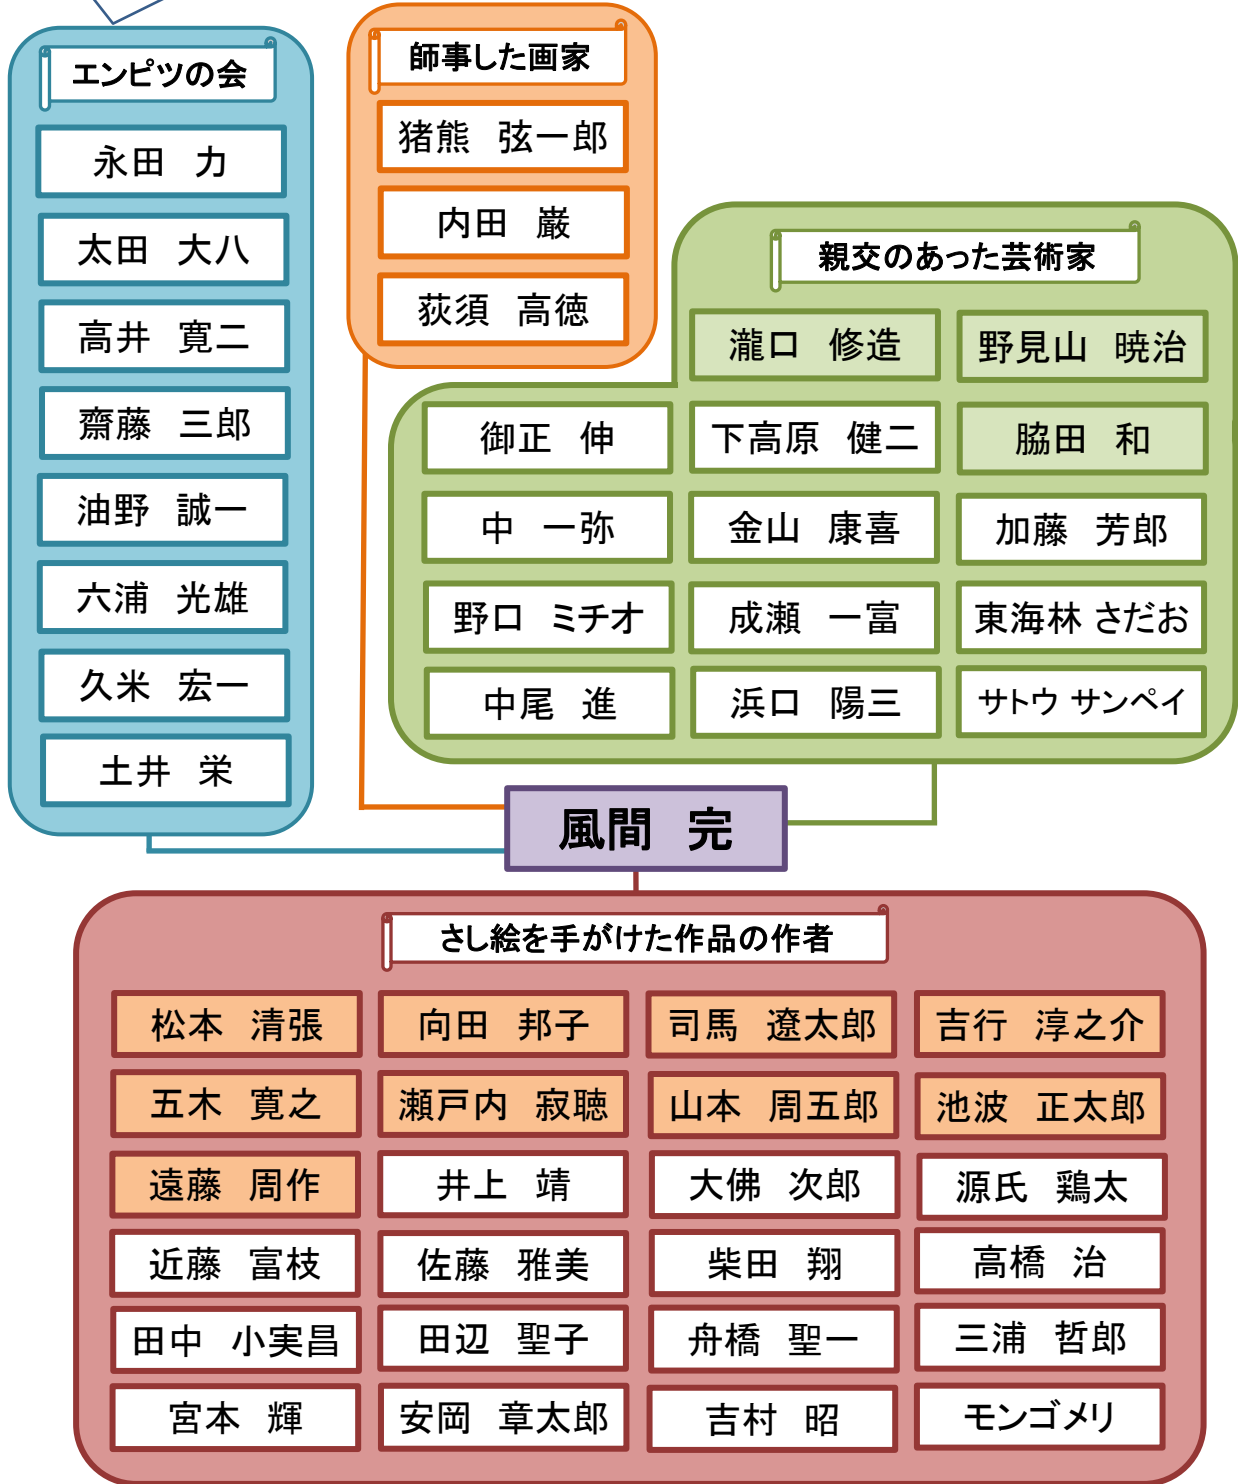 エンピツの会
永田 力
太田 大八
高井 寛二
齋藤 三郎
油野 誠一
六浦 光雄
久米 宏一
土井 栄
師事した画家
猪熊 弦一郎
内田 巌
荻須 高徳
親交のあった芸術家
瀧口 修造
野見山 暁治
御正 伸
下高原 健二
脇田 和
中 一弥
金山 康喜
加藤 芳郎
野口 ミチオ
成瀬 一富
東海林 さだお
中尾 進
浜口 陽三
サトウ サンペイ
風間 完
さし絵を手がけた作品の作者
松本 清張
向田 邦子
司馬 遼太郎
吉行 淳之介
五木 寛之
瀬戸内 寂聴
山本 周五郎
池波 正太郎
遠藤 周作
井上 靖
大佛 次郎
源氏 鶏太
近藤 富枝
佐藤 雅美
柴田 翔
高橋 治
田中 小実昌
田辺 聖子
舟橋 聖一
三浦 哲郎
宮本 輝
安岡 章太郎
吉村 昭
モンゴメリ